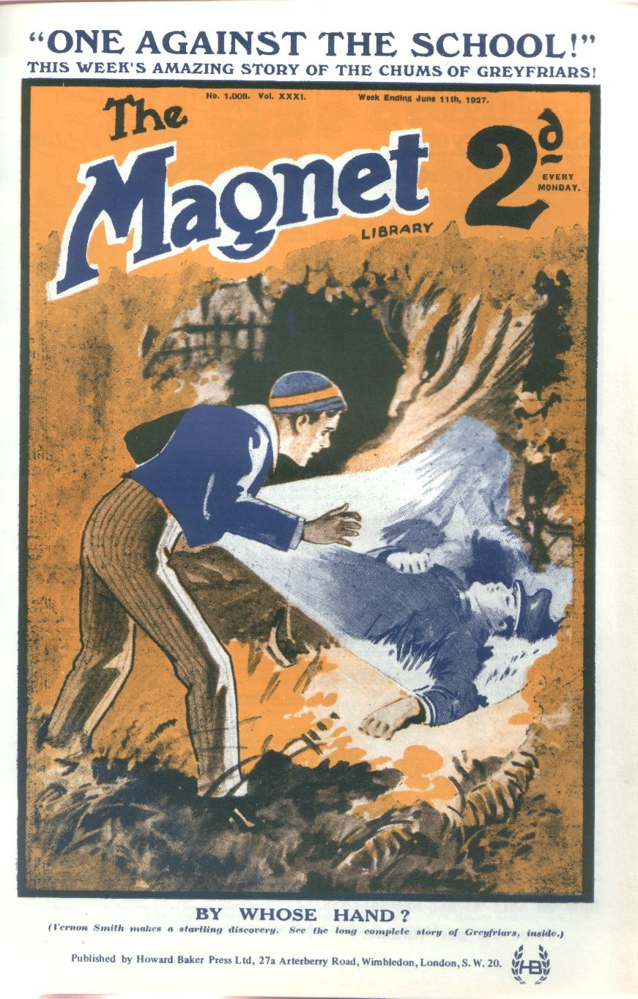 “ONE AGAINST THE SCHOOL!”
THIS WEEK'S AMAZING STORY OF THE CHUMS OF GREYFRIARS!
No. 1,008. Vol. XXXI. Week Ending June 11th, 1927.
The
Magnet
LIBRARY
2d
EVERY
MONDAY.
BY WHOSE HAND?
(Vernon Smith makes a startling discovery. See the long complete story of Greyfriars, inside.)
Published by Howard Baker Press Ltd, 27a Arterberry Road, Wimbledon, London, S. W. 20.
HB